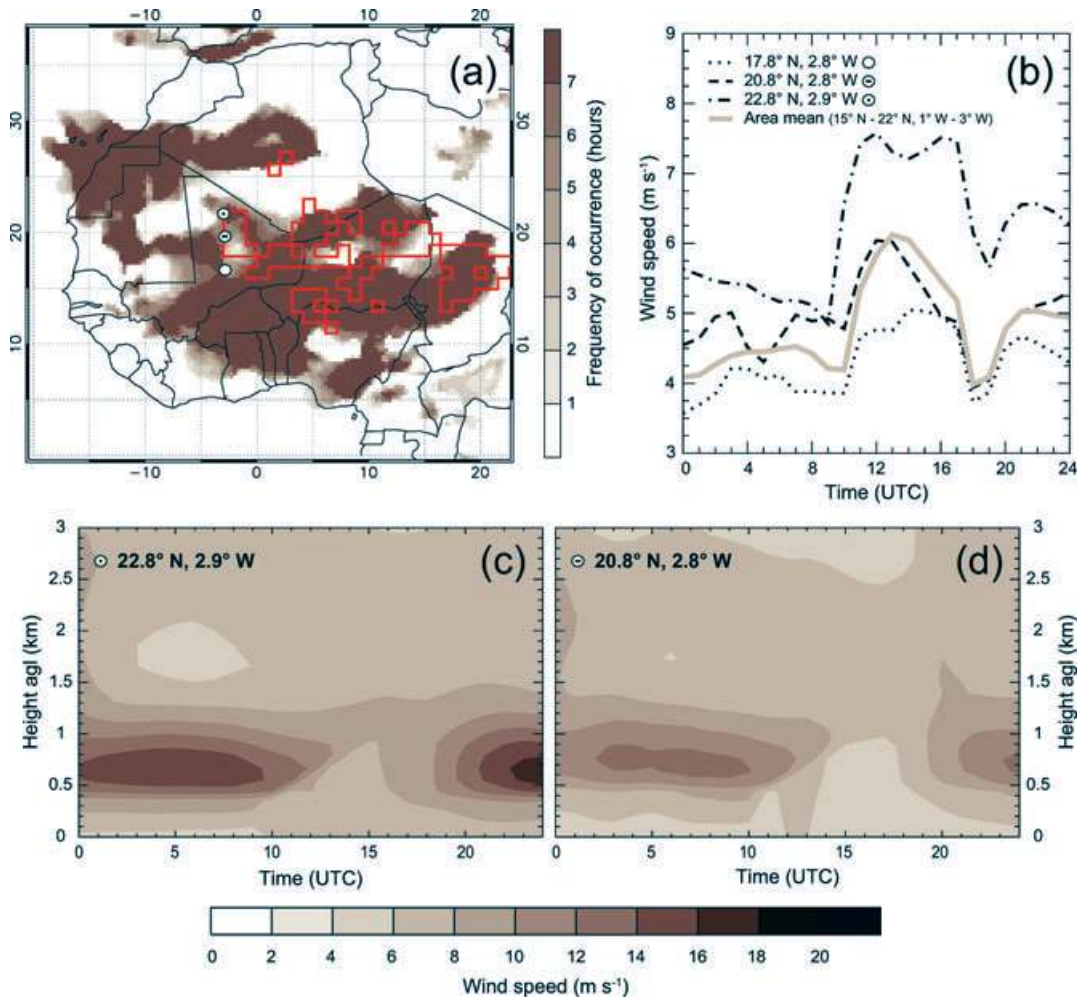 −10 0 10 20
(a)
30
20
10
30
20
10
−10 0 10 20
7
6
5
4
3
2
1
Frequency of occurrence (hours)
(b)
17.8° N, 2.8° W
20.8° N, 2.8° W
22.8° N, 2.9° W
Area mean (15° N - 22° N, 1° W - 3° W)
9
8
7
6
5
4
3
Wind speed (m s⁻¹)
0 4 8 12 16 20 24
Time (UTC)
22.8° N, 2.9° W
(c)
3
2
1.5
1
0.5
0
Height agl (km)
0 5 10 15 20
Time (UTC)
20.8° N, 2.8° W
(d)
3
2
1.5
1
0.5
0
Height agl (km)
0 5 10 15 20
Time (UTC)
0 2 4 6 8 10 12 14 16 18 20
Wind speed (m s⁻¹)